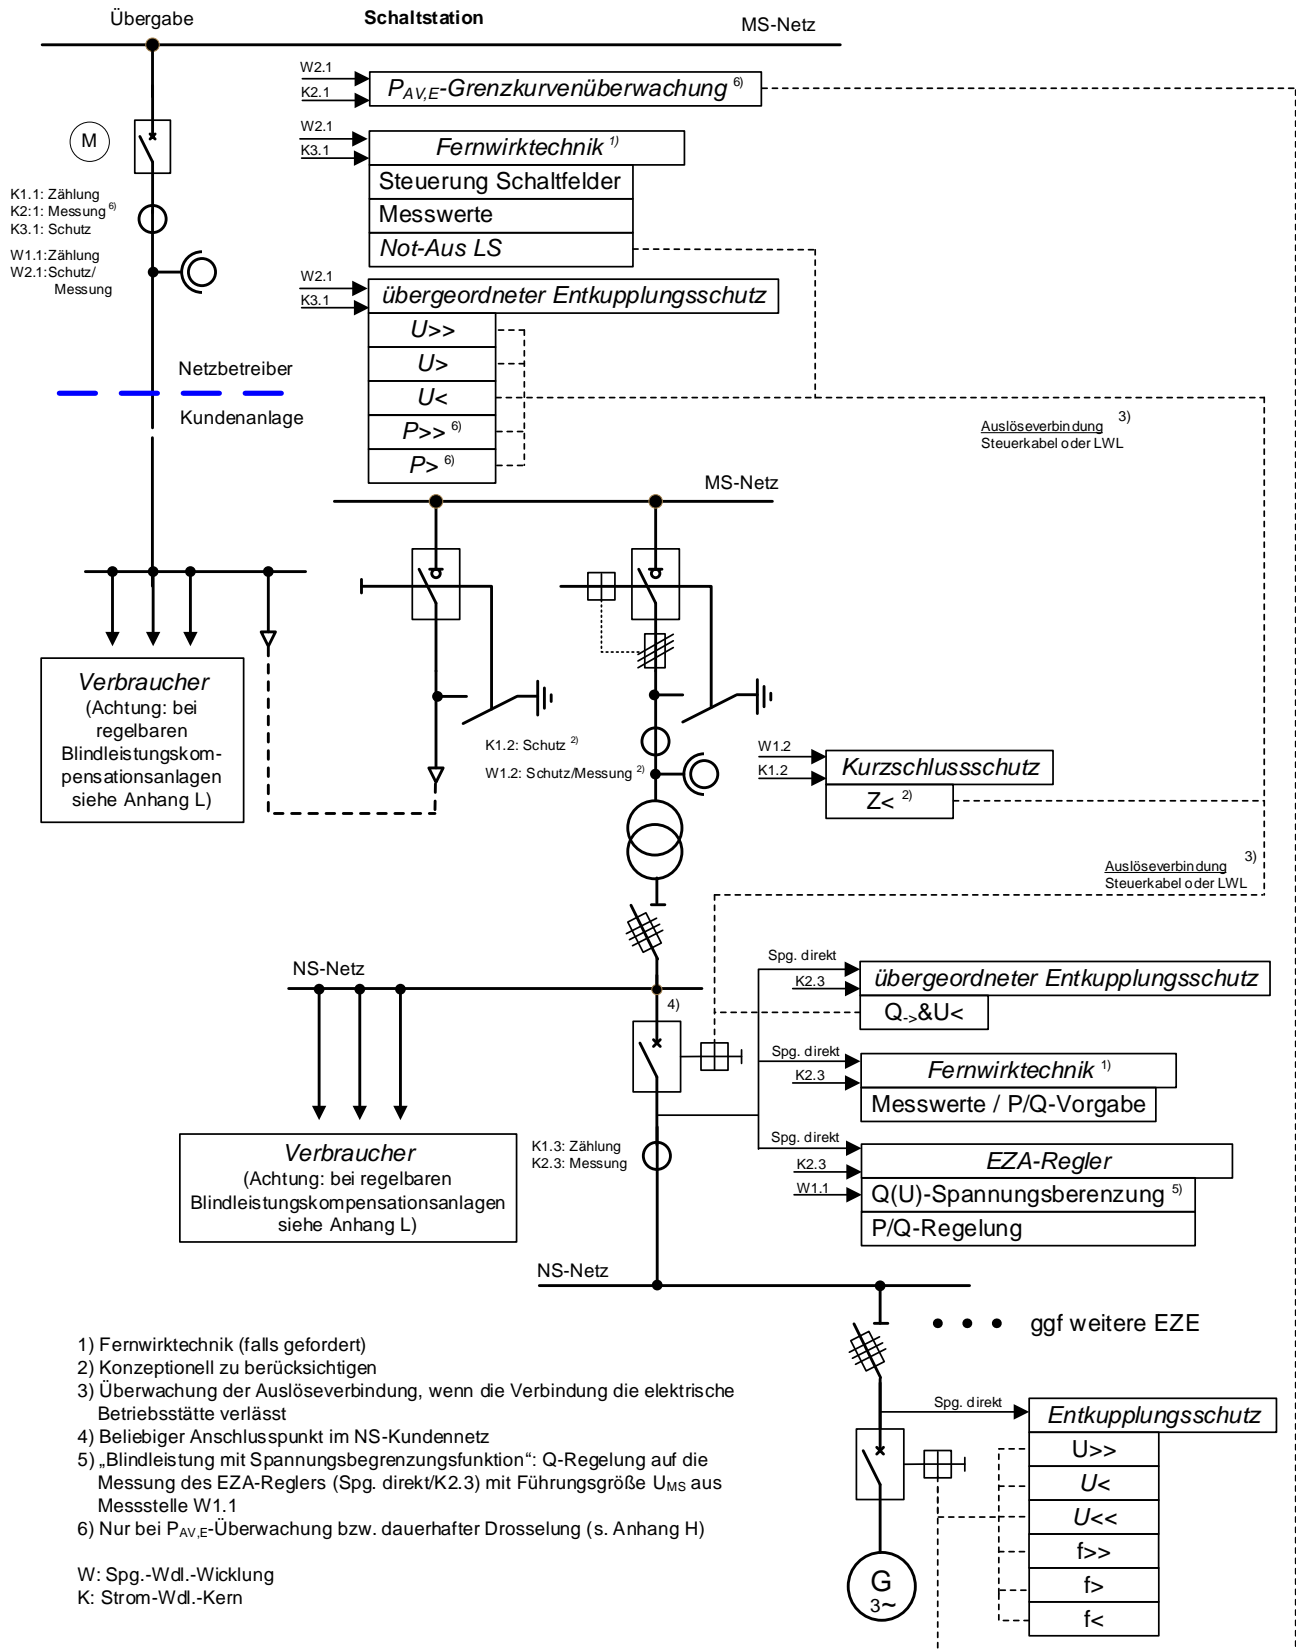 Übergabe
Schaltstation
MS-Netz
W2.1
K2.1
P_AV,E-Grenzkurvenüberwachung 6)
M
W2.1
K3.1
Fernwirktechnik 1)
Steuerung Schaltfelder
Messwerte
Not-Aus LS
K1.1: Zählung
K2:1: Messung 6)
K3.1: Schutz
W1.1:Zählung
W2.1:Schutz/
Messung
W2.1
K3.1
übergeordneter Entkupplungsschutz
U>>
U>
U<
P>> 6)
P> 6)
Netzbetreiber
Kundenanlage
Auslöseverbindung 3)
Steuerkabel oder LWL
MS-Netz
Verbraucher
(Achtung: bei
regelbaren
Blindleistungskom-
pensationsanlagen
siehe Anhang L)
K1.2: Schutz 2)
W1.2: Schutz/Messung 2)
W1.2
K1.2
Kurzschlussschutz
Z< 2)
Auslöseverbindung 3)
Steuerkabel oder LWL
NS-Netz
4)
Spg. direkt
K2.3
übergeordneter Entkupplungsschutz
Q->&U<
Spg. direkt
K2.3
Fernwirktechnik 1)
Messwerte / P/Q-Vorgabe
Verbraucher
(Achtung: bei regelbaren
Blindleistungskompensationsanlagen
siehe Anhang L)
K1.3: Zählung
K2.3: Messung
Spg. direkt
K2.3
W1.1
EZA-Regler
Q(U)-Spannungsberenzung 5)
P/Q-Regelung
NS-Netz
ggf weitere EZE
Spg. direkt
Entkupplungsschutz
U>>
U<
U<<
f>>
f>
f<
G
3~
1) Fernwirktechnik (falls gefordert)
2) Konzeptionell zu berücksichtigen
3) Überwachung der Auslöseverbindung, wenn die Verbindung die elektrische
Betriebsstätte verlässt
4) Beliebiger Anschlusspunkt im NS-Kundennetz
5) „Blindleistung mit Spannungsbegrenzungsfunktion“: Q-Regelung auf die
Messung des EZA-Reglers (Spg. direkt/K2.3) mit Führungsgröße U_MS aus
Messstelle W1.1
6) Nur bei P_AV,E-Überwachung bzw. dauerhafter Drosselung (s. Anhang H)
W: Spg.-Wdl.-Wicklung
K: Strom-Wdl.-Kern